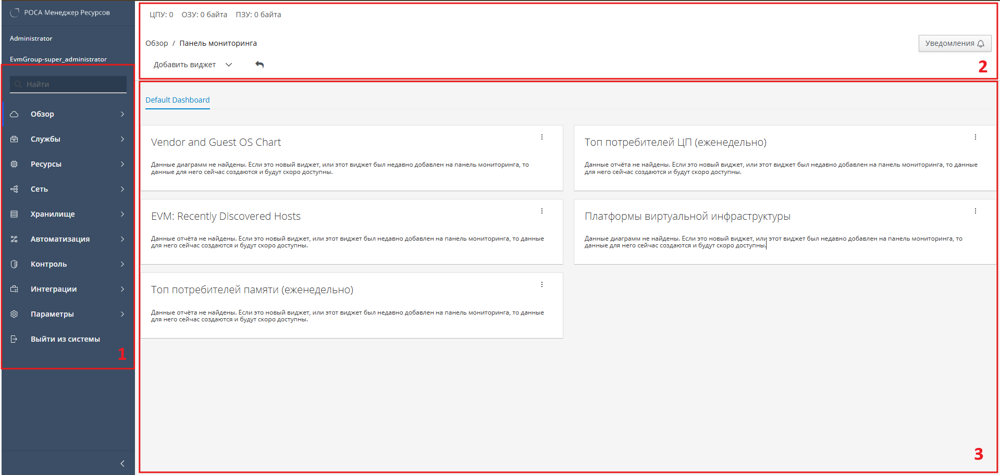 РОСА Менеджер Ресурсов
Administrator
EvmGroup-super_administrator
Найти
Обзор
Службы
Ресурсы
Сеть
Хранилище
Автоматизация
Контроль
Интеграции
Параметры
Выйти из системы
1
ЦПУ: 0 ОЗУ: 0 байта ПЗУ: 0 байта
Обзор / Панель мониторинга
Уведомления
Добавить виджет
2
Default Dashboard
Vendor and Guest OS Chart
Данные диаграмм не найдены. Если это новый виджет, или этот виджет был недавно добавлен на панель мониторинга, то
данные для него сейчас создаются и будут скоро доступны.
Топ потребителей ЦП (еженедельно)
Данные отчёта не найдены. Если это новый виджет, или этот виджет был недавно добавлен на панель мониторинга, то данные
для него сейчас создаются и будут скоро доступны.
EVM: Recently Discovered Hosts
Данные отчёта не найдены. Если это новый виджет, или этот виджет был недавно добавлен на панель мониторинга, то данные
для него сейчас создаются и будут скоро доступны.
Платформы виртуальной инфраструктуры
Данные диаграмм не найдены. Если это новый виджет, или этот виджет был недавно добавлен на панель мониторинга, то
данные для него сейчас создаются и будут скоро доступны.
Топ потребителей памяти (еженедельно)
Данные отчёта не найдены. Если это новый виджет, или этот виджет был недавно добавлен на панель мониторинга, то данные
для него сейчас создаются и будут скоро доступны.
3